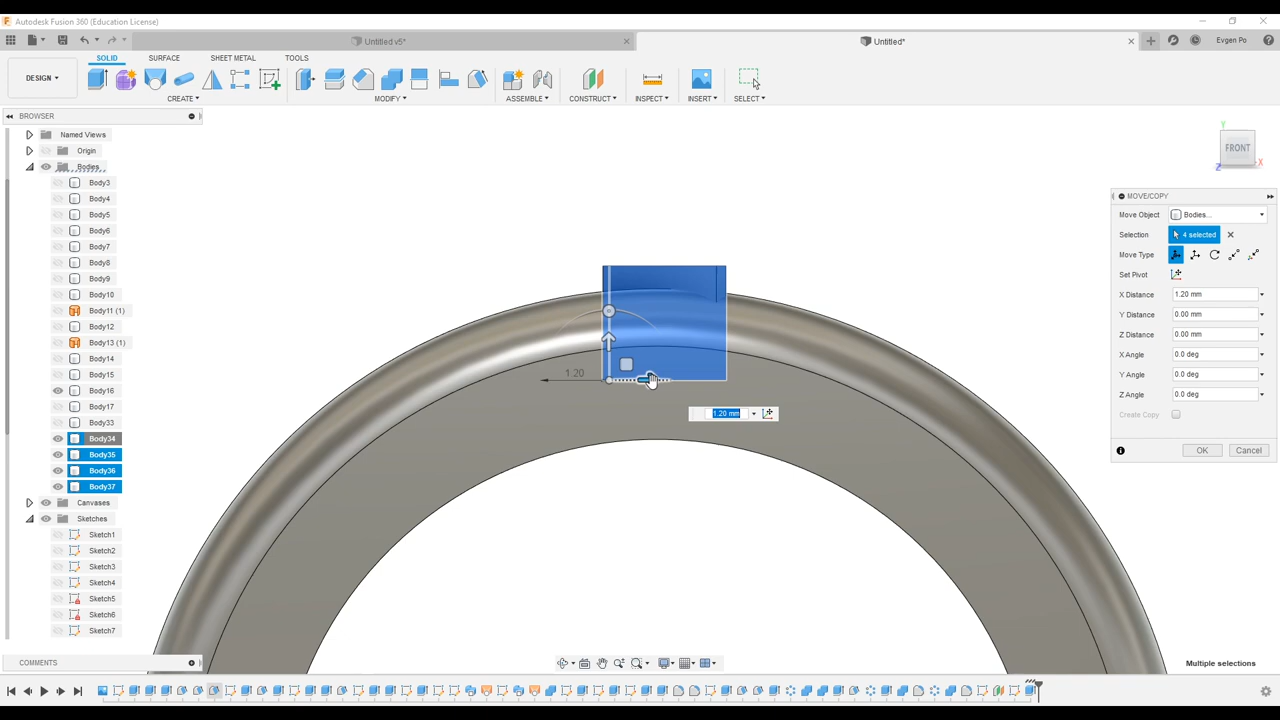 Autodesk Fusion 360 (Education License)
Untitled v5*
Untitled*
Evgen Po
SOLID SURFACE SHEET METAL TOOLS
DESIGN
CREATE MODIFY ASSEMBLE CONSTRUCT INSPECT INSERT SELECT
BROWSER
Named Views
Origin
Bodies
Body3
Body4
Body5
Body6
Body7
Body8
Body9
Body10
Body11 (1)
Body12
Body13 (1)
Body14
Body15
Body16
Body17
Body33
Body34
Body35
Body36
Body37
Canvases
Sketches
Sketch1
Sketch2
Sketch3
Sketch4
Sketch5
Sketch6
Sketch7
COMMENTS
1.20
1.20 mm
Y
FRONT
Z
X
MOVE/COPY
Move Object Bodies...
Selection 4 selected
Move Type
Set Pivot
X Distance 1.20 mm
Y Distance 0.00 mm
Z Distance 0.00 mm
X Angle 0.0 deg
Y Angle 0.0 deg
Z Angle 0.0 deg
Create Copy
OK Cancel
Multiple selections